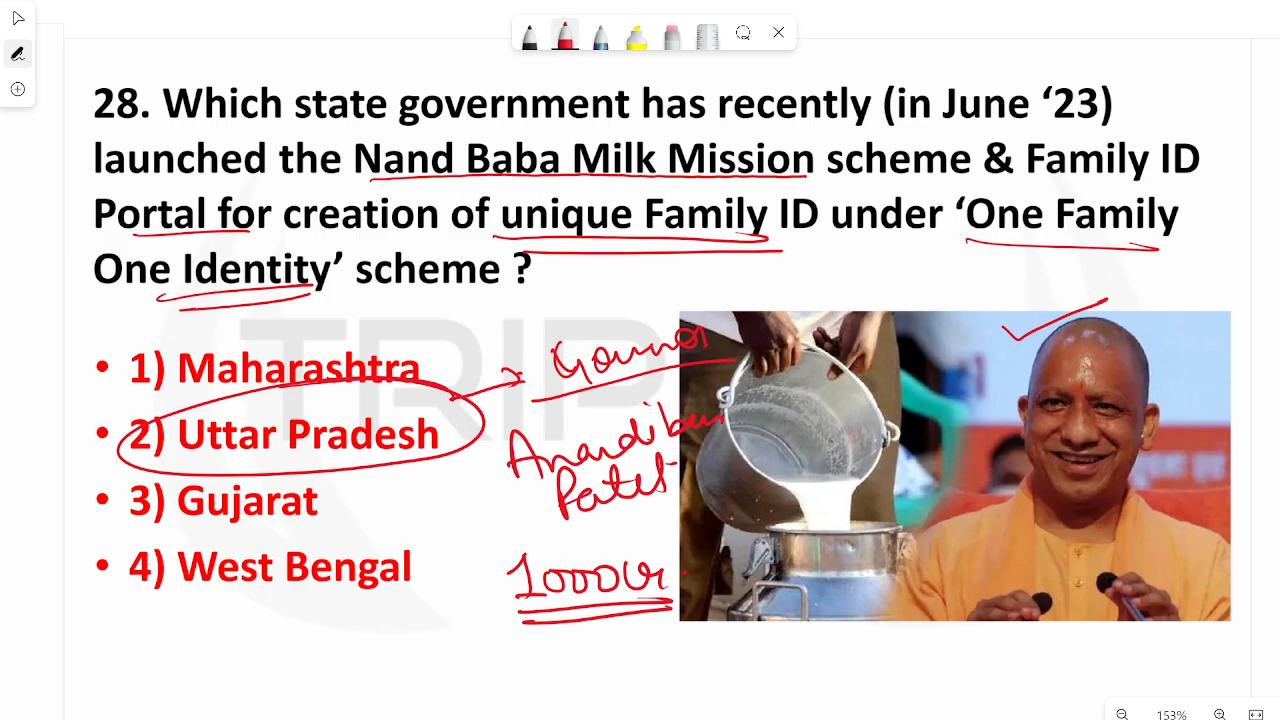 28. Which state government has recently (in June ‘23)
launched the Nand Baba Milk Mission scheme & Family ID
Portal for creation of unique Family ID under ‘One Family
One Identity’ scheme ?
• 1) Maharashtra
• 2) Uttar Pradesh
• 3) Gujarat
• 4) West Bengal
Anandiben
Patel
1000Cr
TRIP
153%